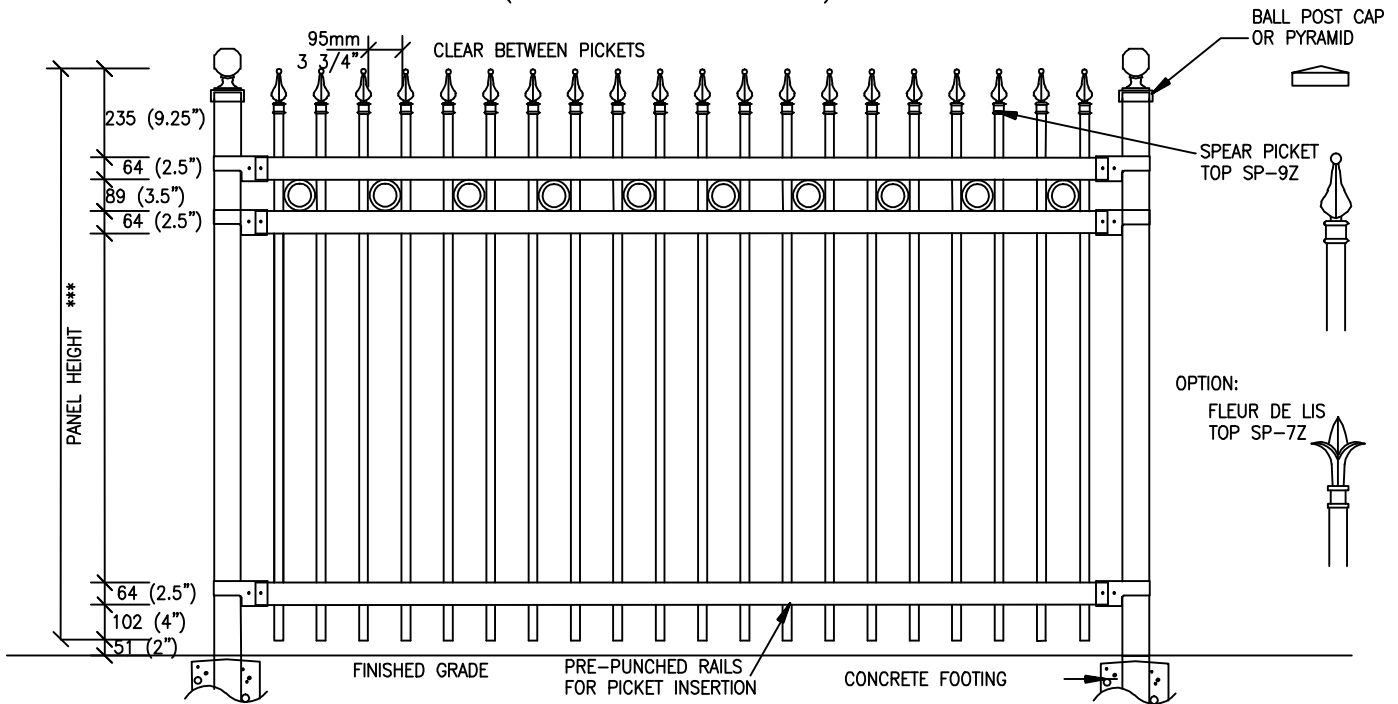 BALL POST CAP
OR PYRAMID
95mm
3 3/4"
CLEAR BETWEEN PICKETS
235 (9.25")
64 (2.5")
89 (3.5")
64 (2.5")
SPEAR PICKET
TOP SP-9Z
PANEL HEIGHT ***
OPTION:
FLEUR DE LIS
TOP SP-7Z
64 (2.5")
102 (4")
51 (2")
FINISHED GRADE
PRE-PUNCHED RAILS
FOR PICKET INSERTION
CONCRETE FOOTING